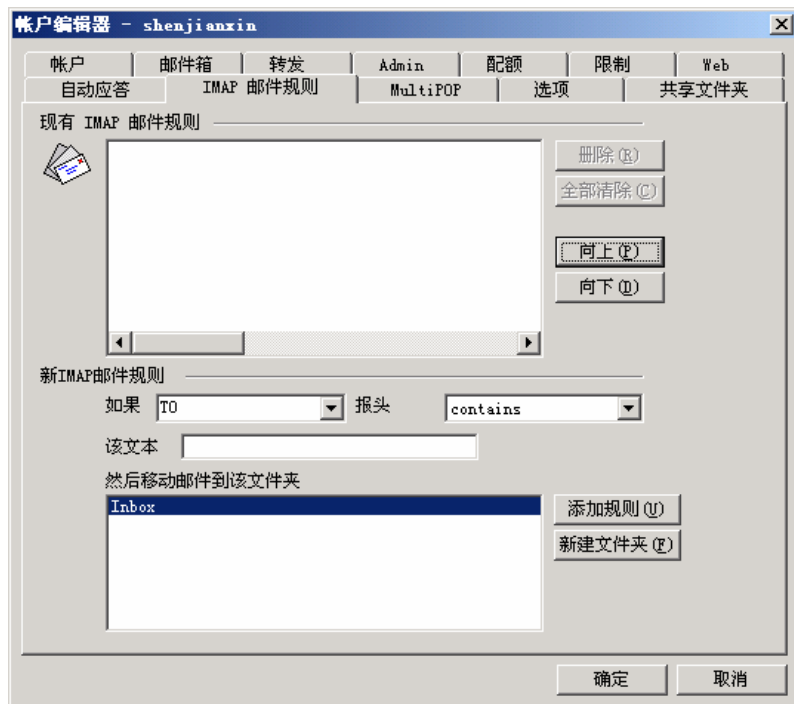 帐户编辑器 - shenjianxin
帐户 邮件箱 转发 Admin 配额 限制 Web
自动应答 IMAP 邮件规则 MultiPOP 选项 共享文件夹
现有 IMAP 邮件规则
删除(R)
全部清除(C)
向上(P)
向下(D)
新IMAP邮件规则
如果 TO 报头 contains
该文本
然后移动邮件到该文件夹
Inbox
添加规则(U)
新建文件夹(F)
确定 取消